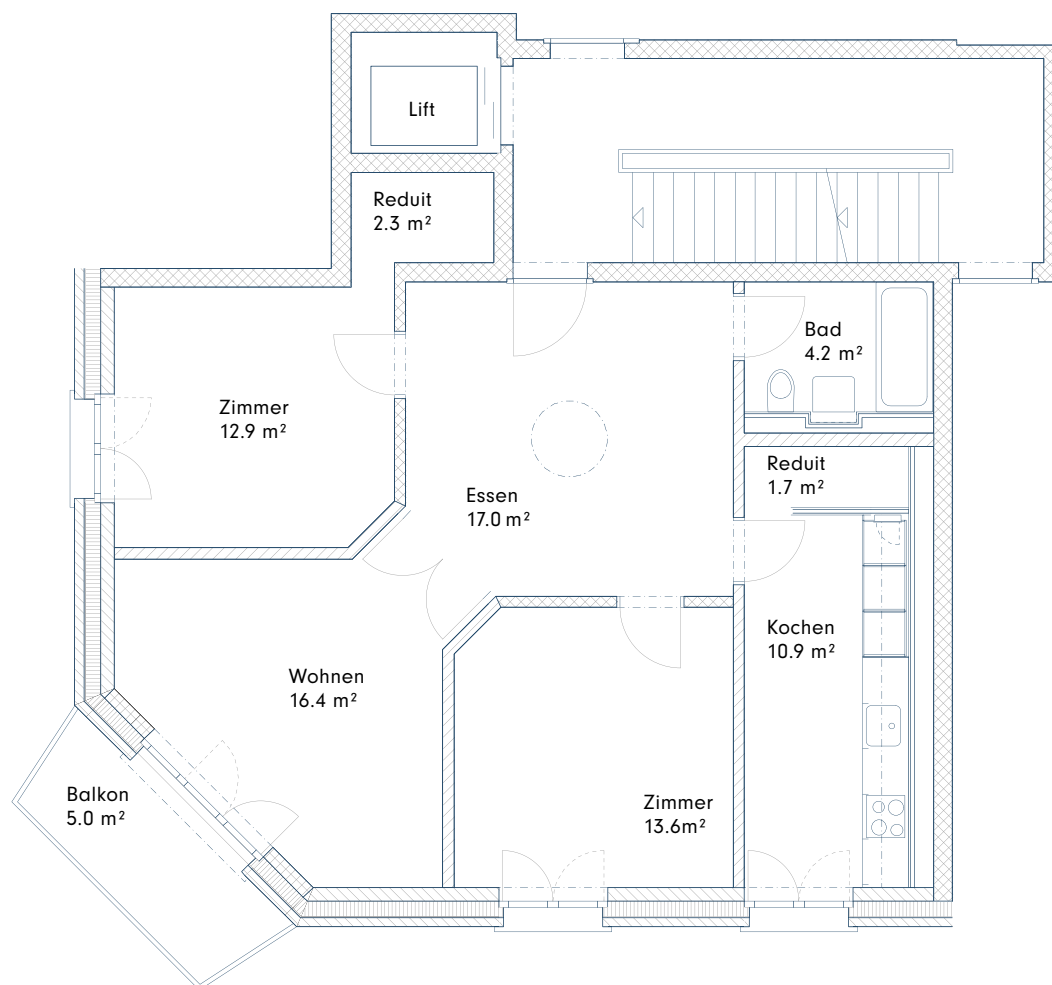 Lift
Reduit
2.3 m²
Bad
4.2 m²
Zimmer
12.9 m²
Reduit
1.7 m²
Essen
17.0 m²
Kochen
10.9 m²
Wohnen
16.4 m²
Balkon
5.0 m²
Zimmer
13.6m²